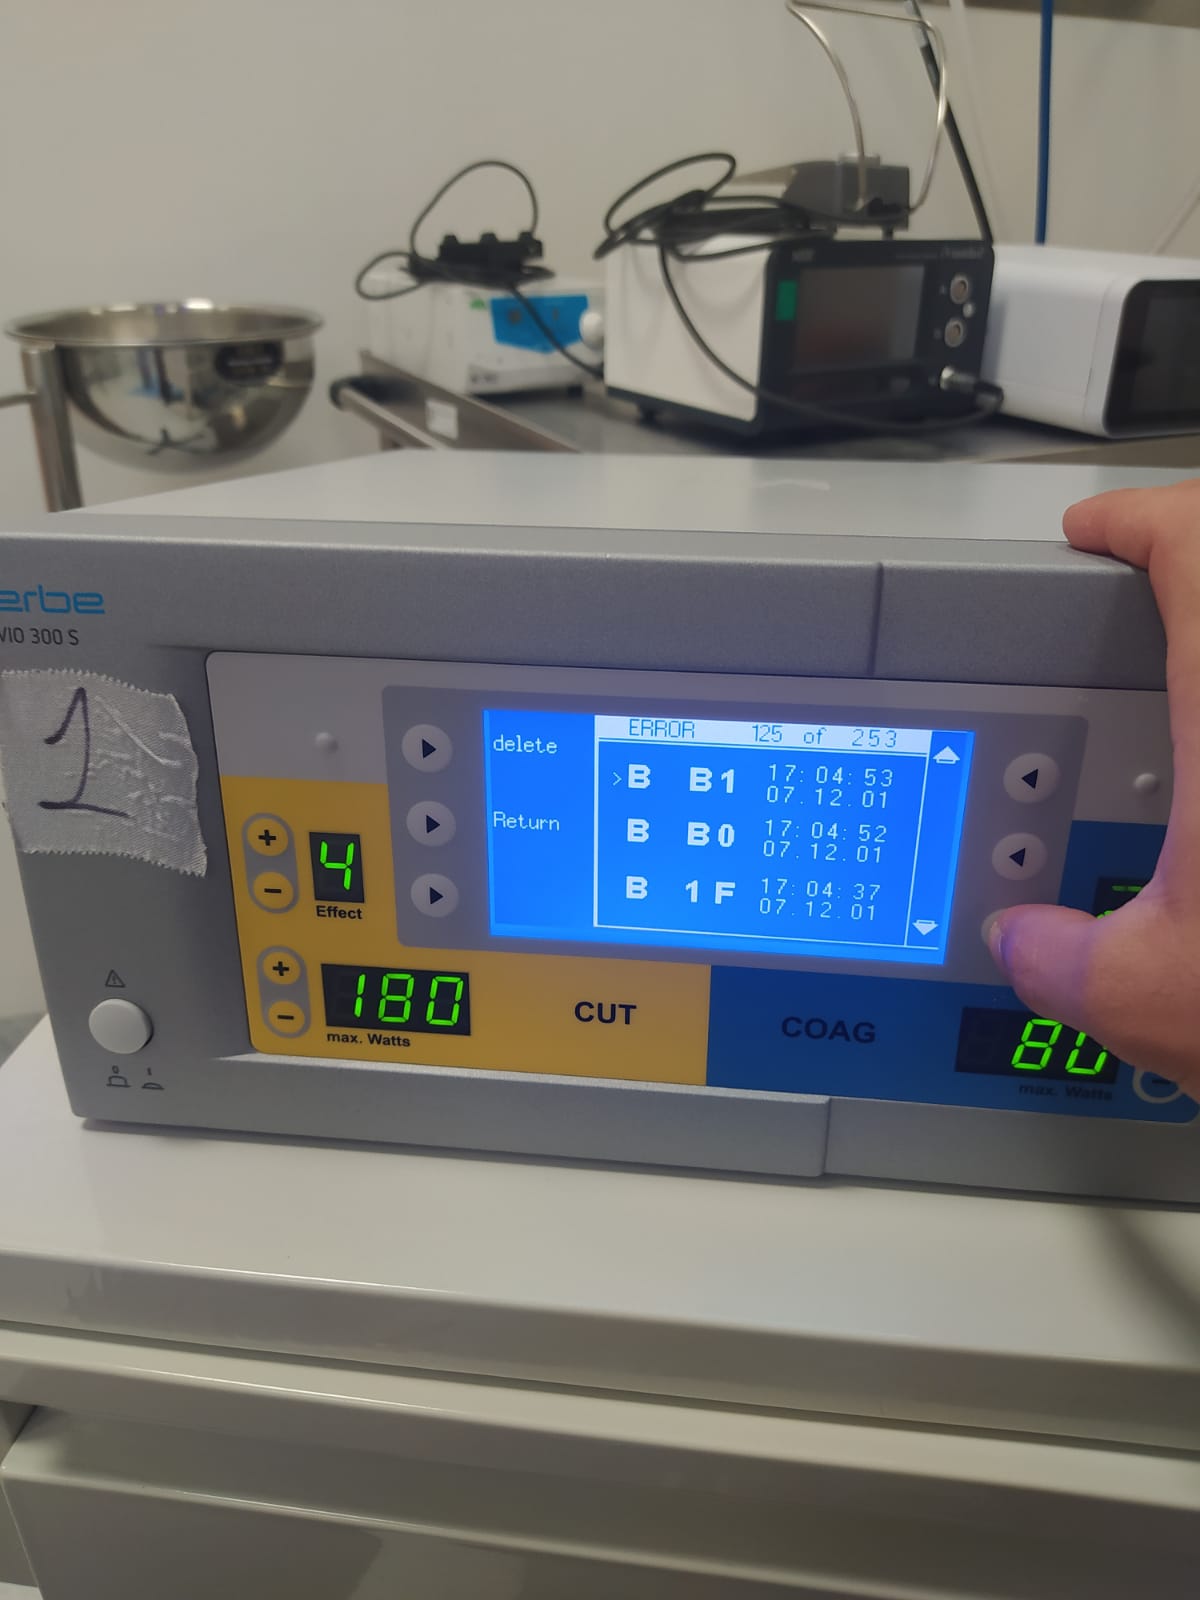 erbe
VIO 300 S
1
delete
Return
ERROR 125 of 253
>B B1 17:04:53
07.12.01
B B0 17:04:52
07.12.01
B 1F 17:04:37
07.12.01
+
4
−
Effect
+
180
−
max. Watts
CUT
COAG
80
max. Watts
0 I